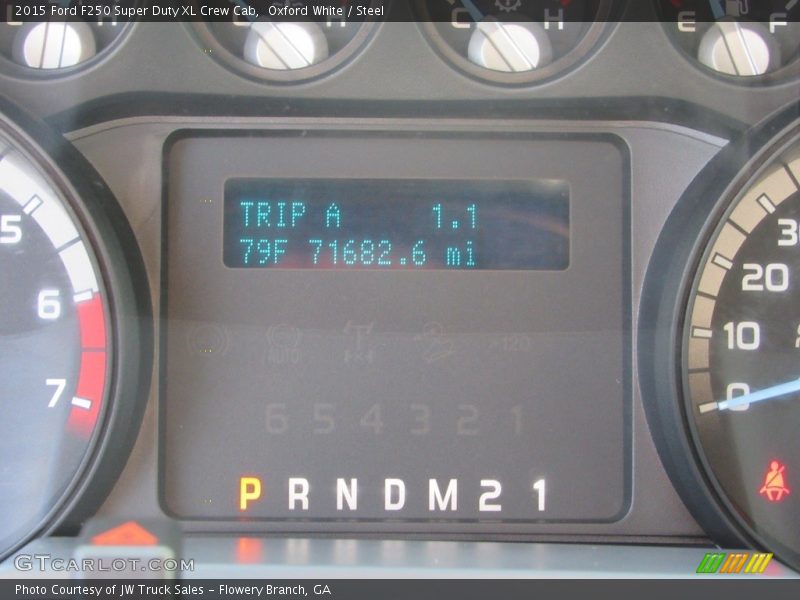 2015 Ford F250 Super Duty XL Crew Cab,  Oxford White / Steel
C H E F
TRIP A 1.1
79F 71682.6 mi
5
6
7
30
20
10
0
AUTO
120
6 5 4 3 2 1
P R N D M 2 1
GTCarLot.com
Photo Courtesy of JW Truck Sales - Flowery Branch, GA